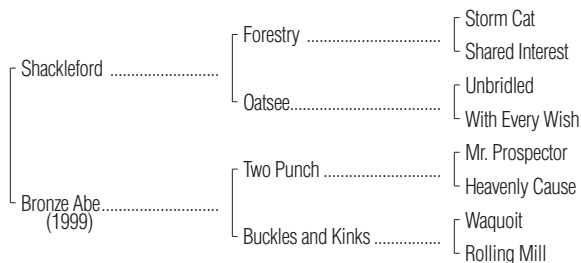 Storm Cat
Forestry ..............................
Shared Interest
Shackleford ........................
Unbridled
Oatsee..................................
With Every Wish
Mr. Prospector
Two Punch ..........................
Heavenly Cause
Bronze Abe..........................
(1999)
Waquoit
Buckles and Kinks ................
Rolling Mill